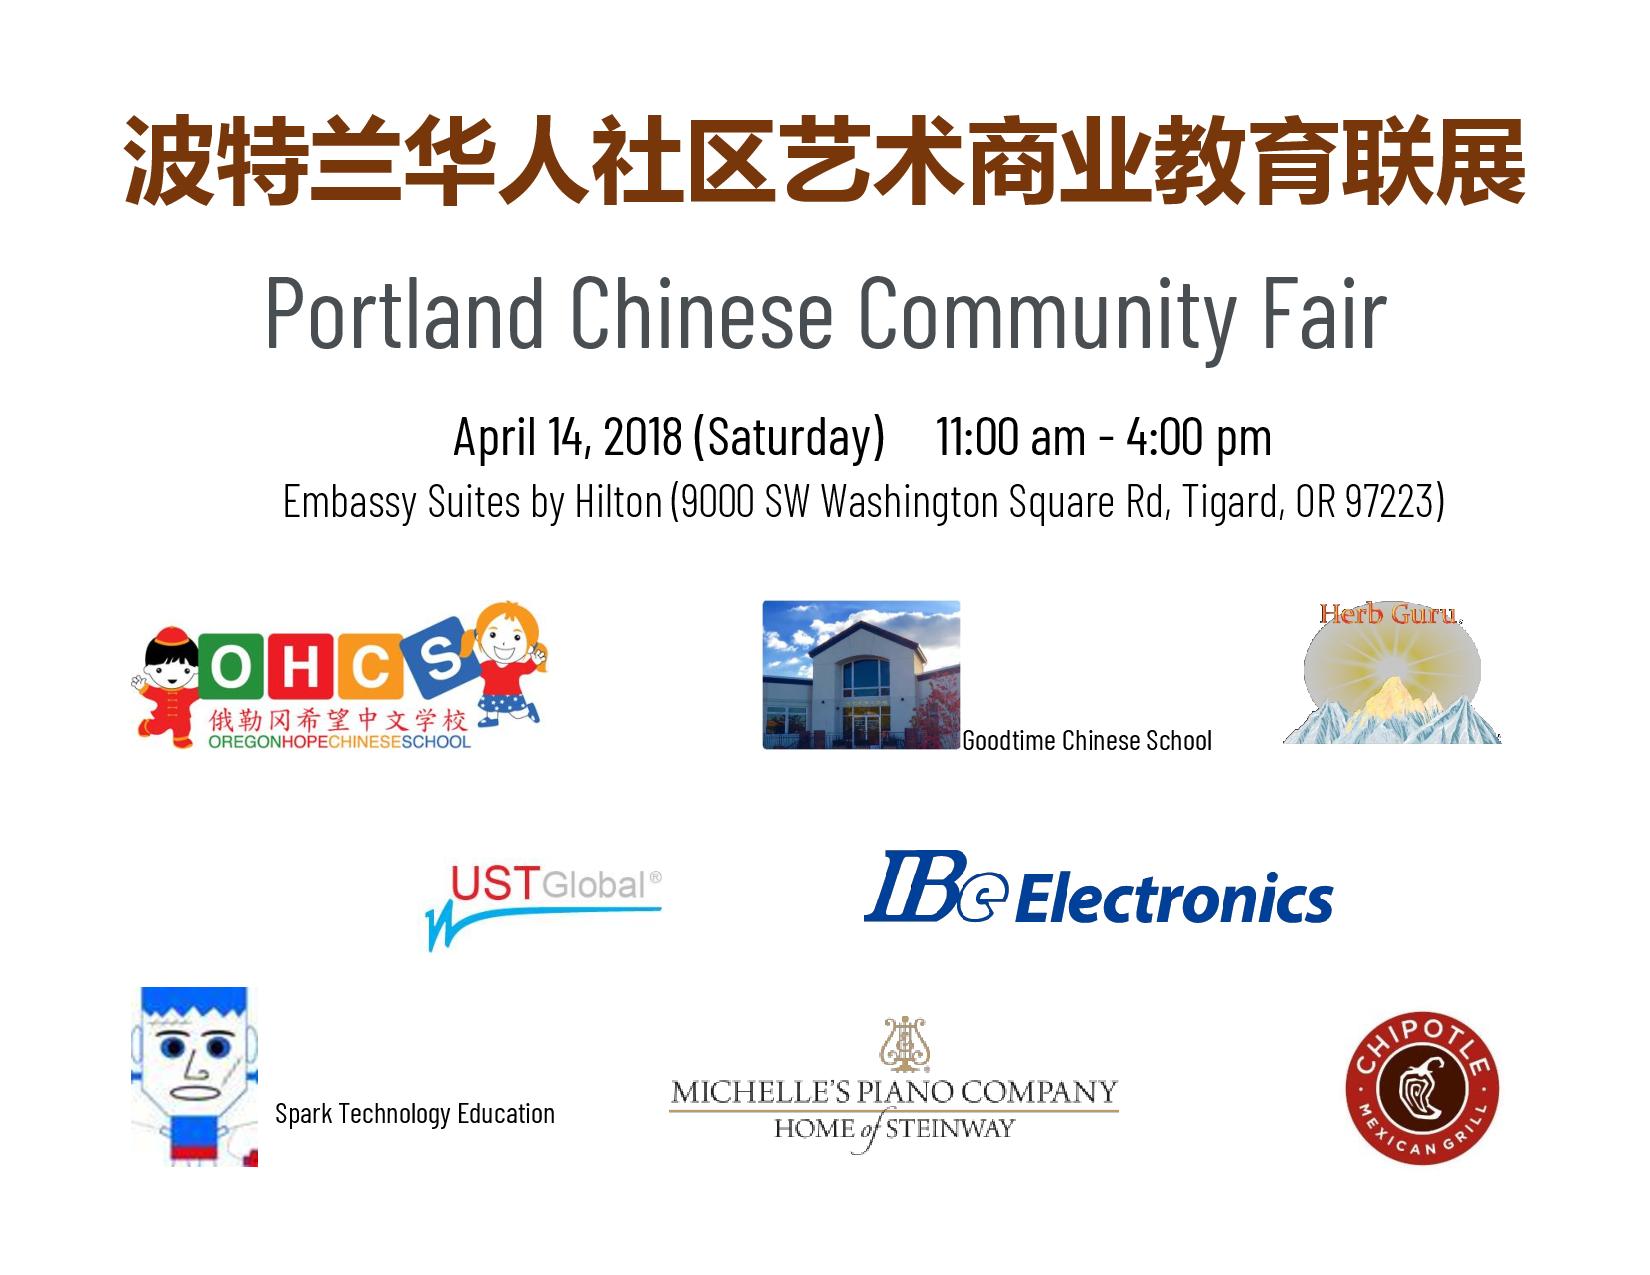 波特兰华人社区艺术商业教育联展
Portland Chinese Community Fair
April 14, 2018 (Saturday) 11:00 am - 4:00 pm
Embassy Suites by Hilton (9000 SW Washington Square Rd, Tigard, OR 97223)
OHCS
俄勒冈希望中文学校
OREGONHOPECHINESESCHOOL
Goodtime Chinese School
Herb Guru
UST Global®
IBe Electronics
Spark Technology Education
MICHELLE'S PIANO COMPANY
HOME of STEINWAY
CHIPOTLE
MEXICAN GRILL